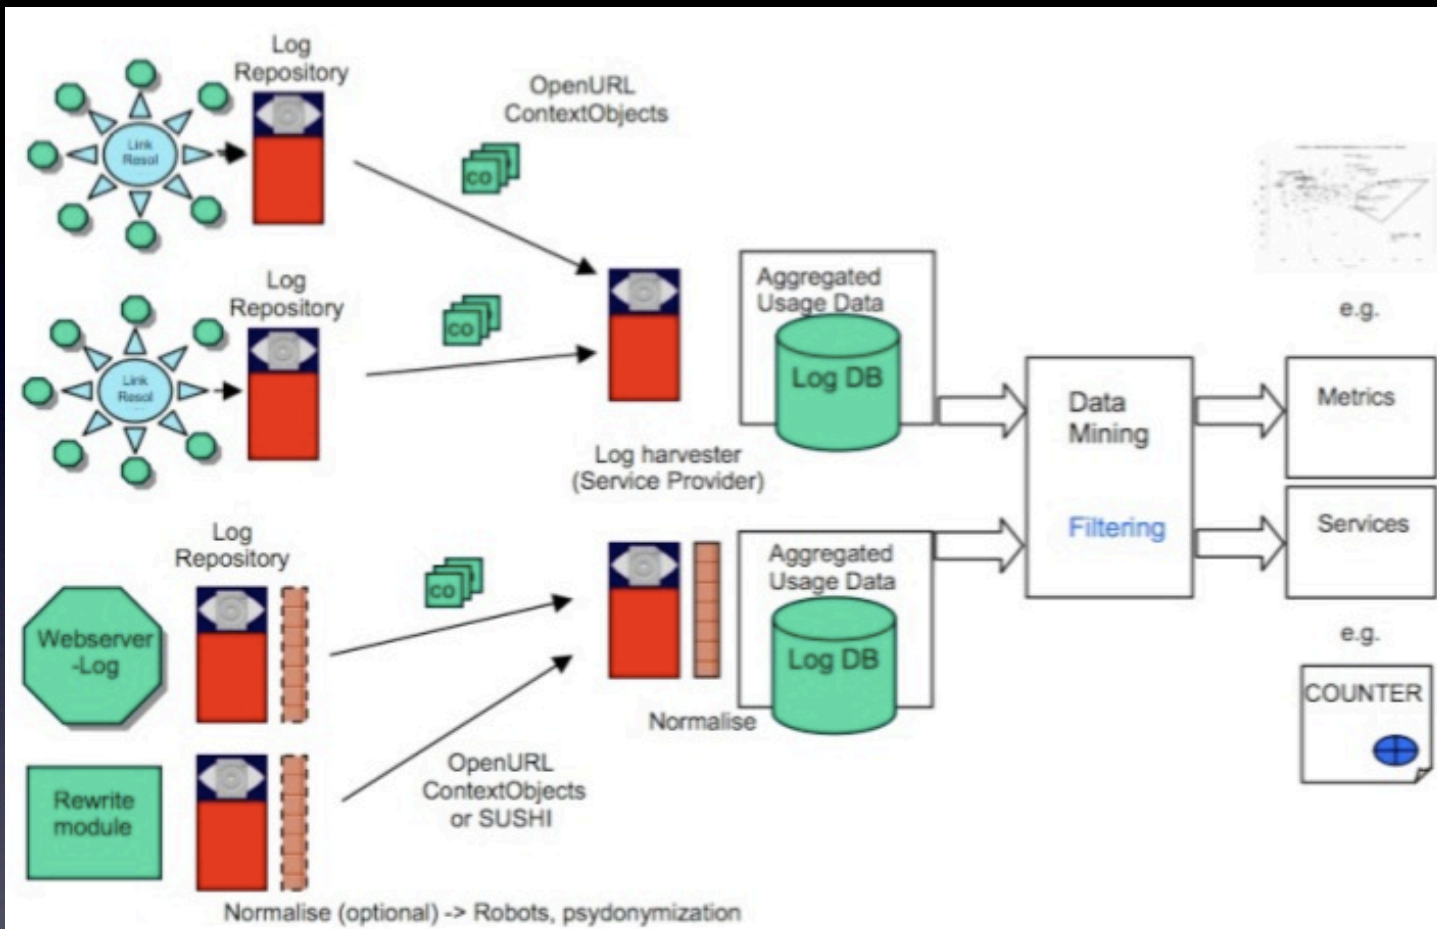 Log
Repository
OpenURL
ContextObjects
Link
Resol
CO
Log
Repository
CO
Link
Resol
Aggregated
Usage Data
Log DB
e.g.
Data
Mining
Filtering
Metrics
Services
Log harvester
(Service Provider)
Log
Repository
CO
Webserver
-Log
Aggregated
Usage Data
Log DB
Normalise
e.g.
COUNTER
Rewrite
module
OpenURL
ContextObjects
or SUSHI
Normalise (optional) -> Robots, psydonymization